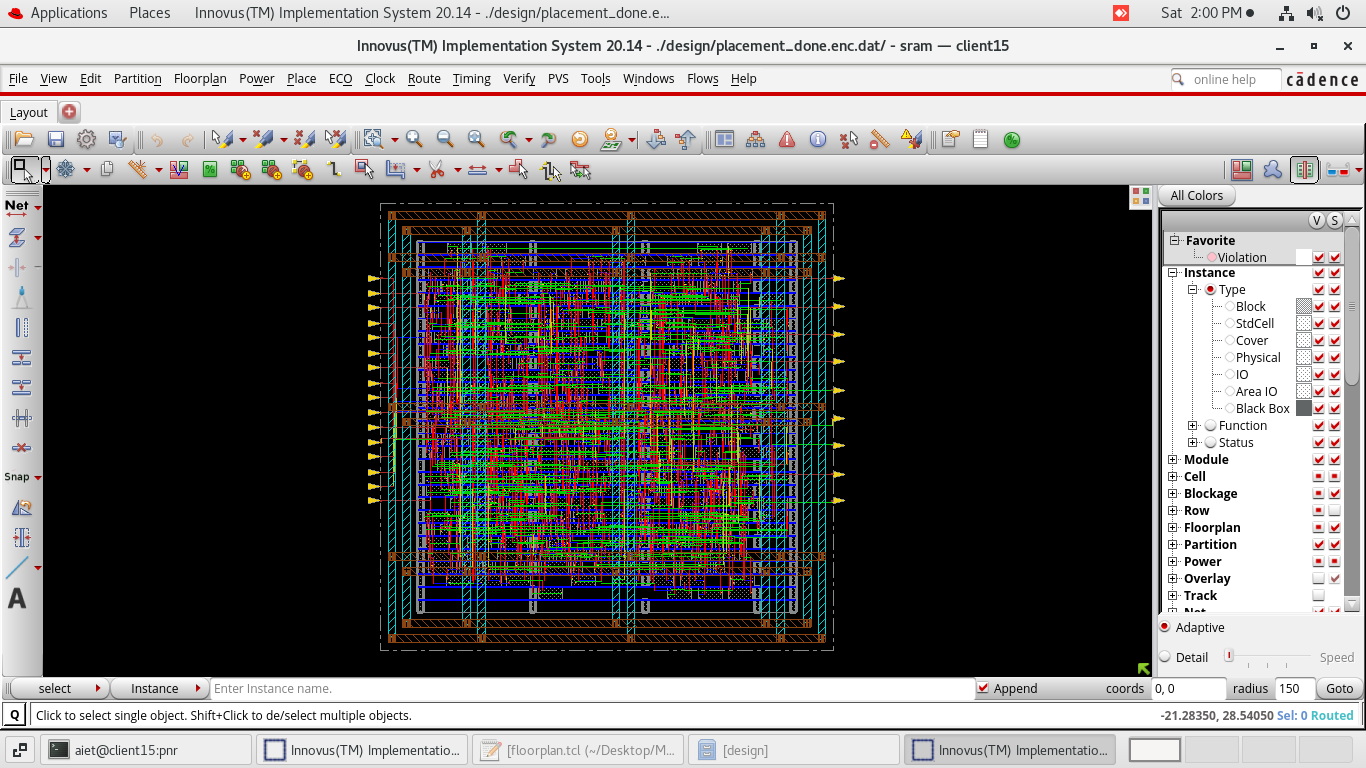 Applications Places Innovus(TM) Implementation System 20.14 - ./design/placement_done.e... Sat 2:00 PM
Innovus(TM) Implementation System 20.14 - ./design/placement_done.enc.dat/ - sram — client15
File View Edit Partition Floorplan Power Place ECO Clock Route Timing Verify PVS Tools Windows Flows Help online help cādence
Layout
All Colors
Net
V S
Favorite
Violation
Instance
Type
Block
StdCell
Cover
Physical
IO
Area IO
Black Box
Function
Status
Module
Cell
Blockage
Row
Floorplan
Partition
Power
Overlay
Track
Net
Snap
A
Adaptive
Detail Speed
select Instance Enter Instance name. Append coords 0, 0 radius 150 Goto
Q Click to select single object. Shift+Click to de/select multiple objects. -21.28350, 28.54050 Sel: 0 Routed
aiet@client15:pnr Innovus(TM) Implementatio... [floorplan.tcl (~/Desktop/M... [design] Innovus(TM) Implementatio...